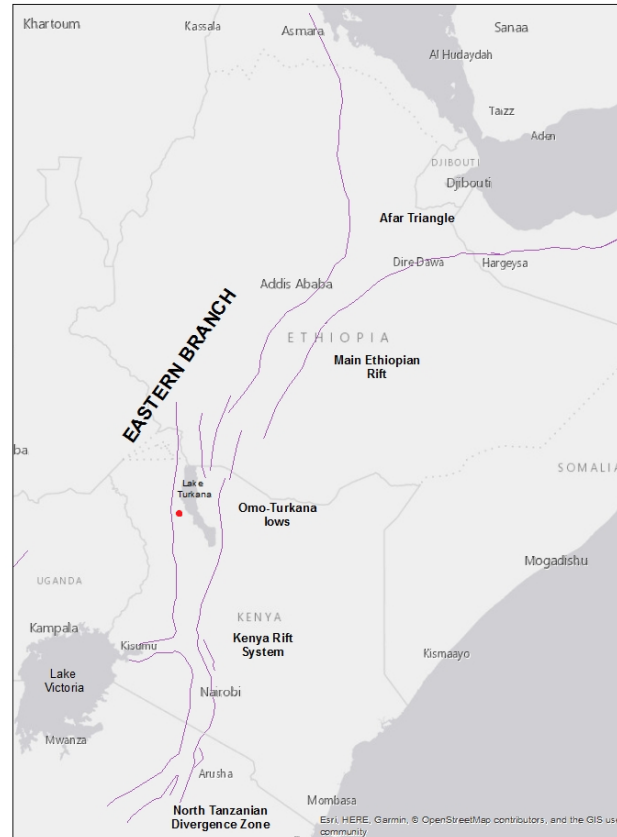 Khartoum
Kassala
Asmara
Sanaa
Al Hudaydah
Taizz
Aden
DJIBOUTI
Djibouti
Afar Triangle
Dire Dawa
Hargeysa
Addis Ababa
EASTERN BRANCH
ETHIOPIA
Main Ethiopian
Rift
ba
SOMALIA
Lake
Turkana
Omo-Turkana
lows
Mogadishu
UGANDA
KENYA
Kampala
Kisumu
Kenya Rift
System
Kismaayo
Lake
Victoria
Nairobi
Mwanza
Arusha
Mombasa
North Tanzanian
Divergence Zone
Esri, HERE, Garmin, © OpenStreetMap contributors, and the GIS use
community